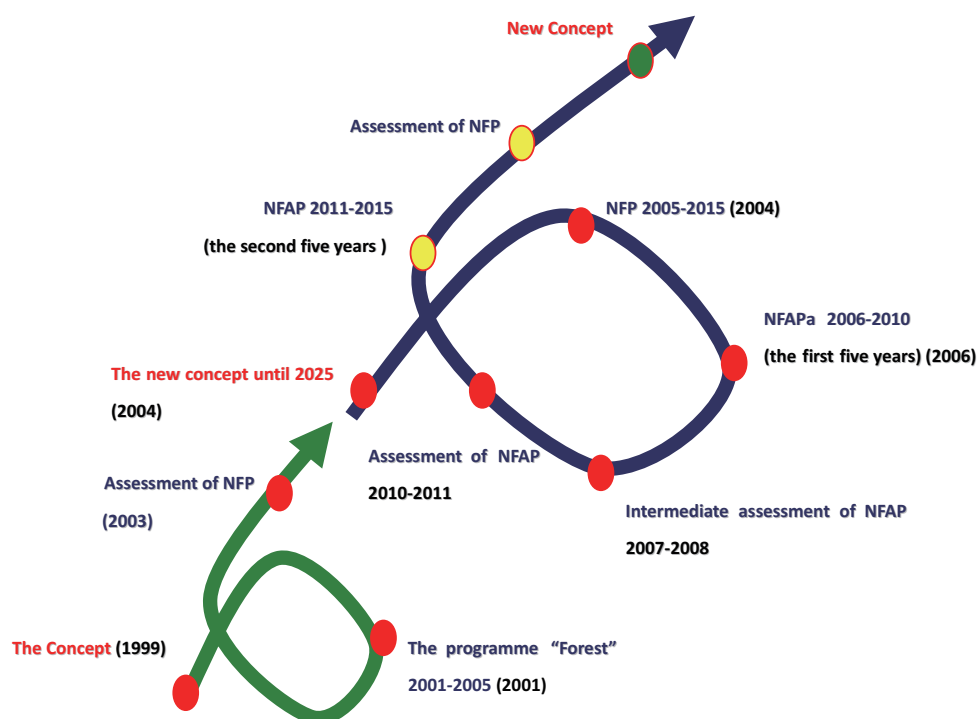 New Concept
Assessment of NFP
NFAP 2011-2015
(the second five years )
NFP 2005-2015 (2004)
NFAPa 2006-2010
(the first five years) (2006)
The new concept until 2025
(2004)
Assessment of NFAP
2010-2011
Assessment of NFP
(2003)
Intermediate assessment of NFAP
2007-2008
The Concept (1999)
The programme “Forest”
2001-2005 (2001)